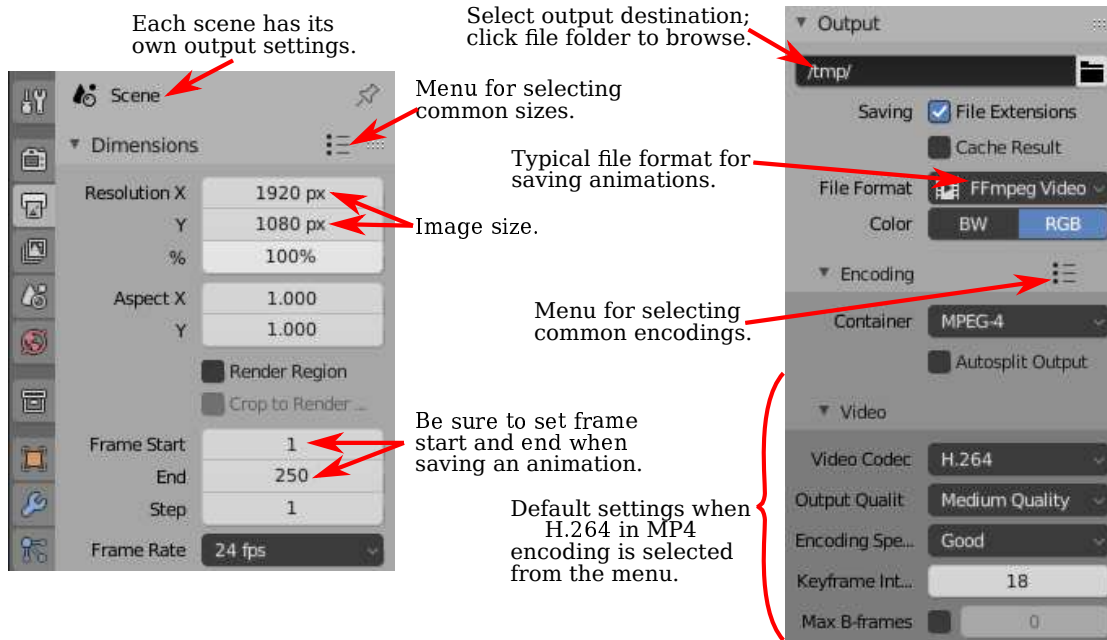 Each scene has its
own output settings.
Scene
Dimensions
Resolution X 1920 px
Y 1080 px
% 100%
Aspect X 1.000
Y 1.000
Render Region
Crop to Render ...
Frame Start 1
End 250
Step 1
Frame Rate 24 fps
Menu for selecting
common sizes.
Image size.
Be sure to set frame
start and end when
saving an animation.
Select output destination;
click file folder to browse.
Typical file format for
saving animations.
Menu for selecting
common encodings.
Default settings when
H.264 in MP4
encoding is selected
from the menu.
Output
/tmp/
Saving File Extensions
Cache Result
File Format FFmpeg Video
Color BW RGB
Encoding
Container MPEG-4
Autosplit Output
Video
Video Codec H.264
Output Qualit Medium Quality
Encoding Spe... Good
Keyframe Int... 18
Max B-frames 0